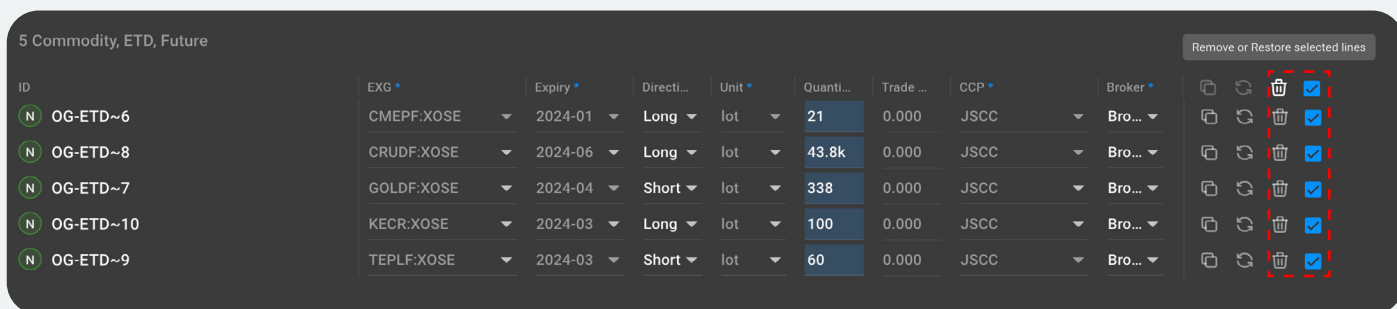 5 Commodity, ETD, Future
Remove or Restore selected lines
ID EXG * Expiry * Directi... Unit * Quanti... Trade ... CCP * Broker *
N OG-ETD~6 CMEPF:XOSE 2024-01 Long lot 21 0.000 JSCC Bro...
N OG-ETD~8 CRUDF:XOSE 2024-06 Long lot 43.8k 0.000 JSCC Bro...
N OG-ETD~7 GOLDF:XOSE 2024-04 Short lot 338 0.000 JSCC Bro...
N OG-ETD~10 KECR:XOSE 2024-03 Long lot 100 0.000 JSCC Bro...
N OG-ETD~9 TEPLF:XOSE 2024-03 Short lot 60 0.000 JSCC Bro...